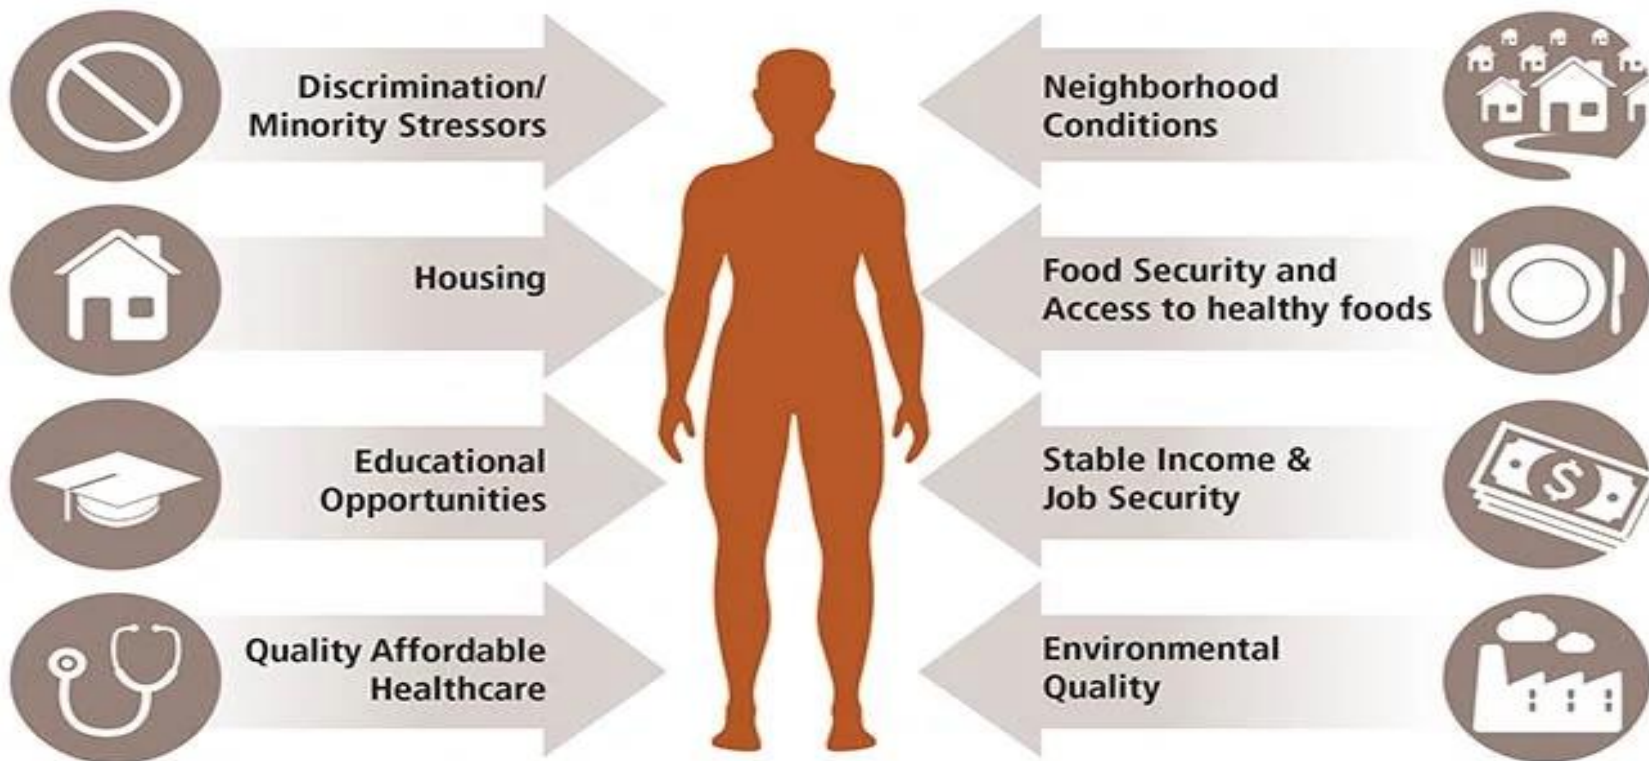 Discrimination/
Minority Stressors
Housing
Educational
Opportunities
Quality Affordable
Healthcare
Neighborhood
Conditions
Food Security and
Access to healthy foods
Stable Income &
Job Security
$
Environmental
Quality